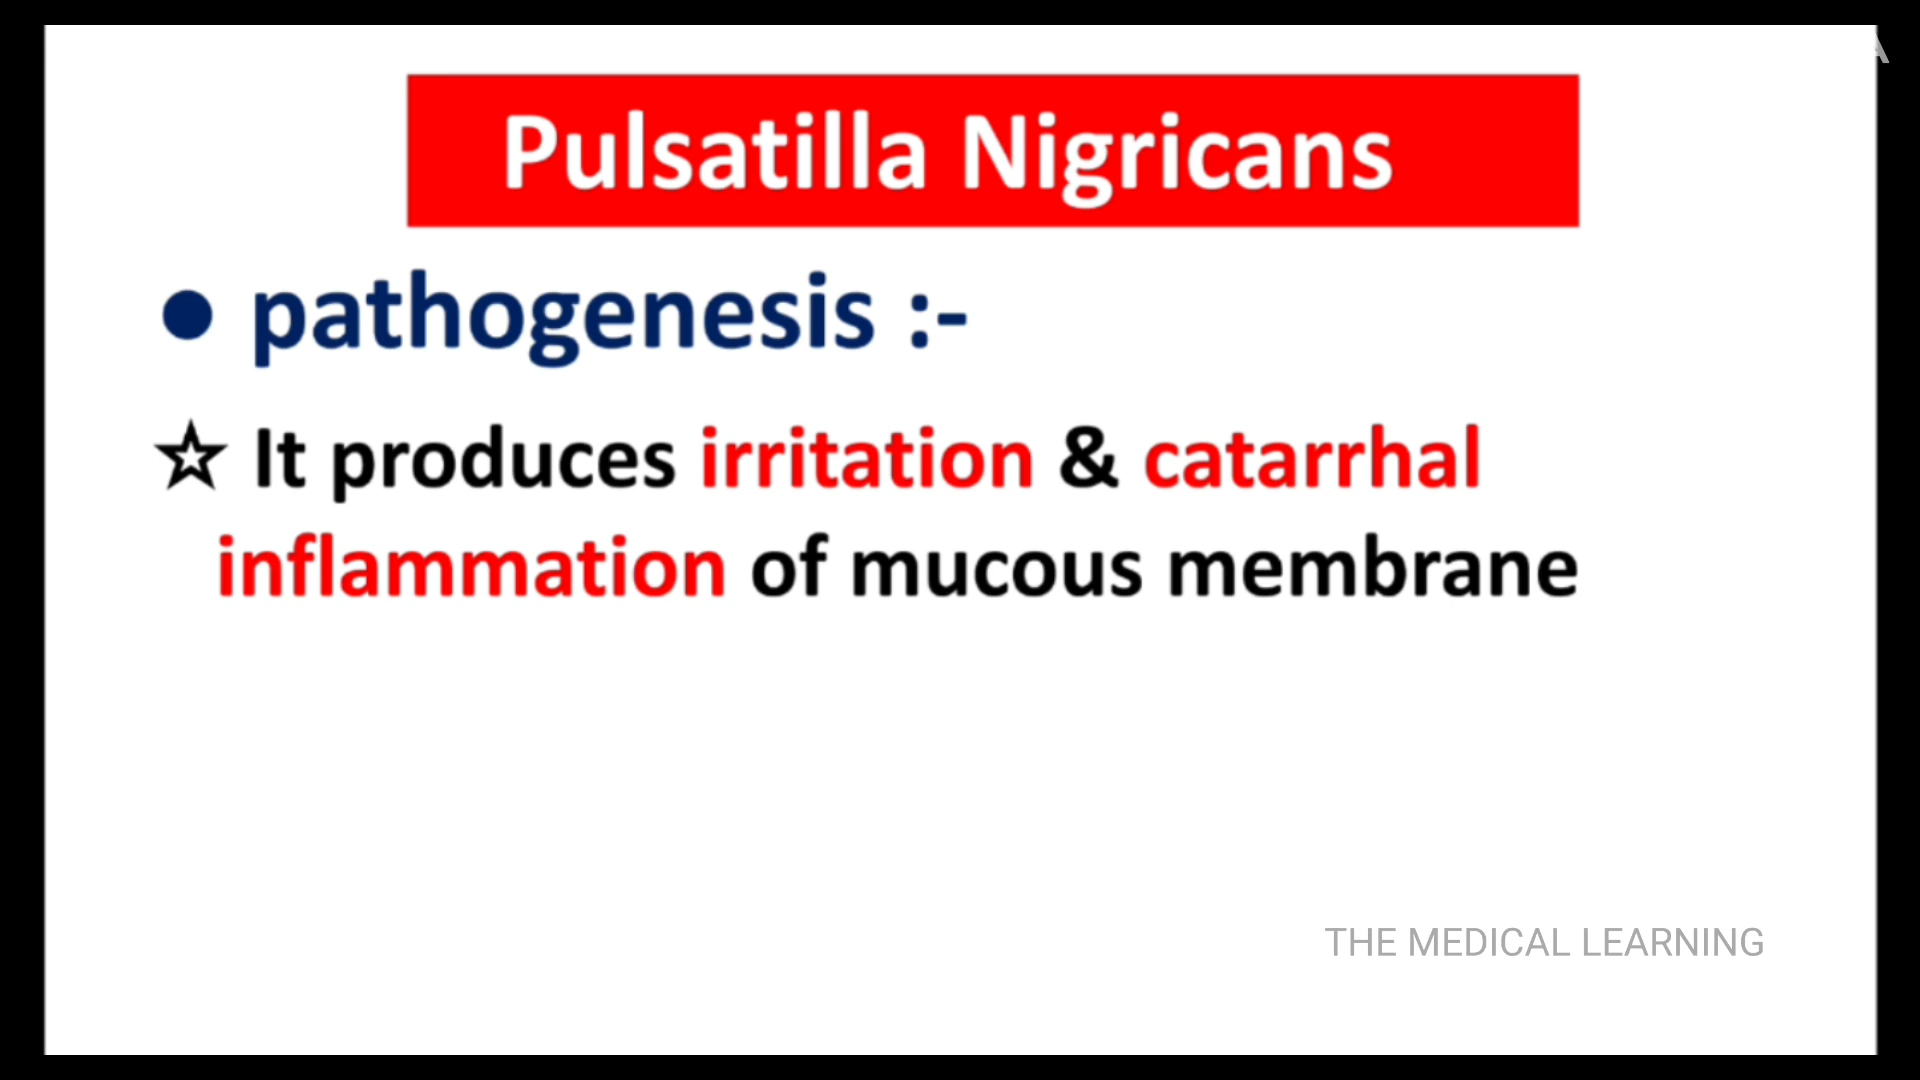 Pulsatilla Nigricans
● pathogenesis :-
☆ It produces irritation & catarrhal
inflammation of mucous membrane
THE MEDICAL LEARNING